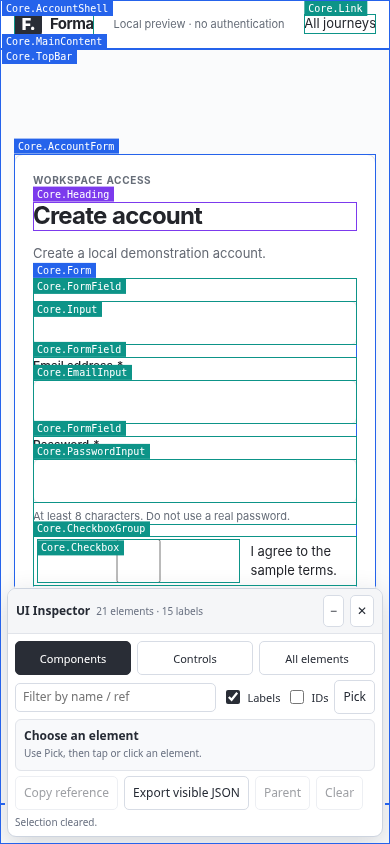 Core.AccountShell
Core.Link
F. Forma
Local preview · no authentication
All journeys
Core.MainContent
Core.TopBar
Core.AccountForm
WORKSPACE ACCESS
Core.Heading
Create account
Create a local demonstration account.
Core.Form
Core.FormField
Core.Input
Core.FormField
Email address *
Core.EmailInput
Core.FormField
Password *
Core.PasswordInput
At least 8 characters. Do not use a real password.
Core.CheckboxGroup
Core.Checkbox
I agree to the
sample terms.
UI Inspector 21 elements · 15 labels
− ✕
Components Controls All elements
Filter by name / ref Labels IDs Pick
Choose an element
Use Pick, then tap or click an element.
Copy reference Export visible JSON Parent Clear
Selection cleared.